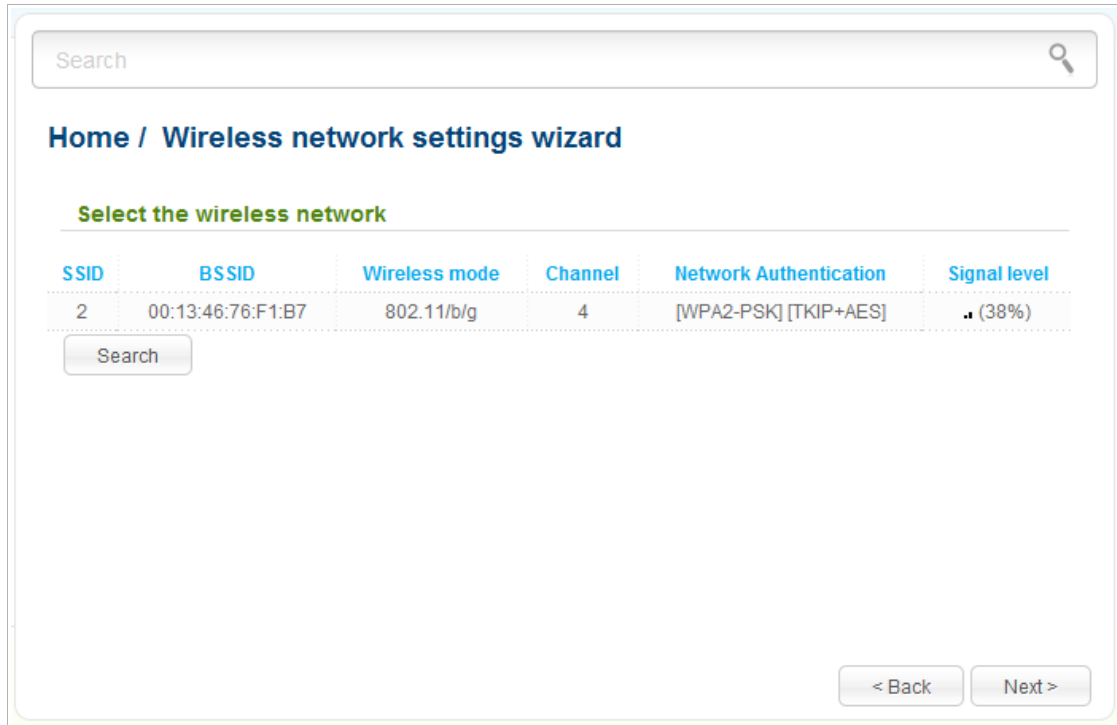 Search
Home / Wireless network settings wizard
Select the wireless network
SSID BSSID Wireless mode Channel Network Authentication Signal level
2 00:13:46:76:F1:B7 802.11/b/g 4 [WPA2-PSK] [TKIP+AES] (38%)
Search
< Back Next >